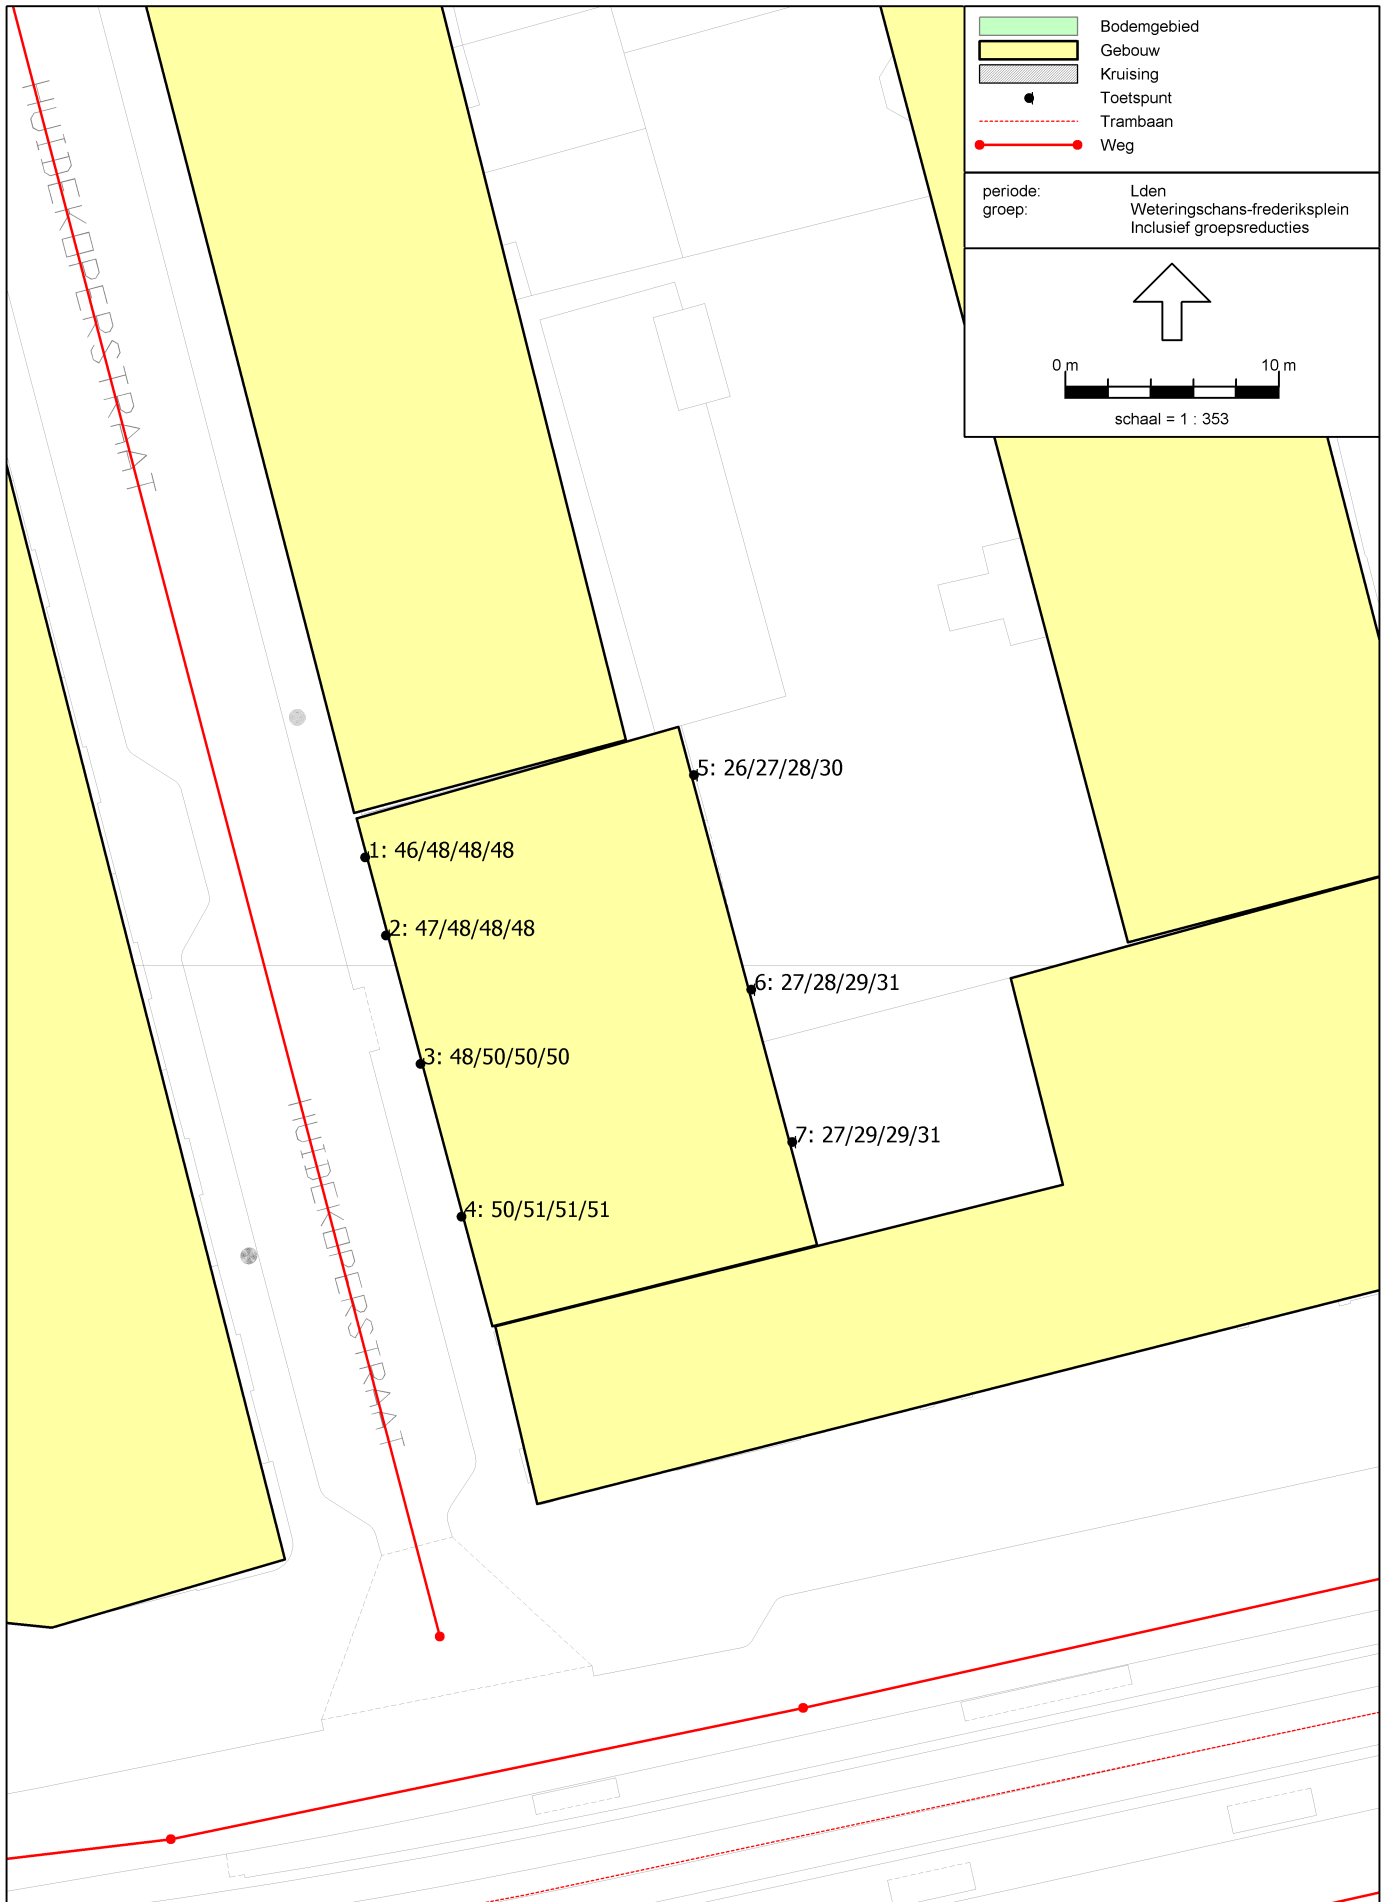 Bodemgebied
Gebouw
Kruising
Toetspunt
Trambaan
Weg
periode: Lden
groep: Weteringschans-frederiksplein
Inclusief groepsreducties
0 m 10 m
schaal = 1 : 353
HUIDEKOPERSTRAAT
5: 26/27/28/30
1: 46/48/48/48
2: 47/48/48/48
6: 27/28/29/31
3: 48/50/50/50
7: 27/29/29/31
4: 50/51/51/51
HUIDEKOPERSTRAAT